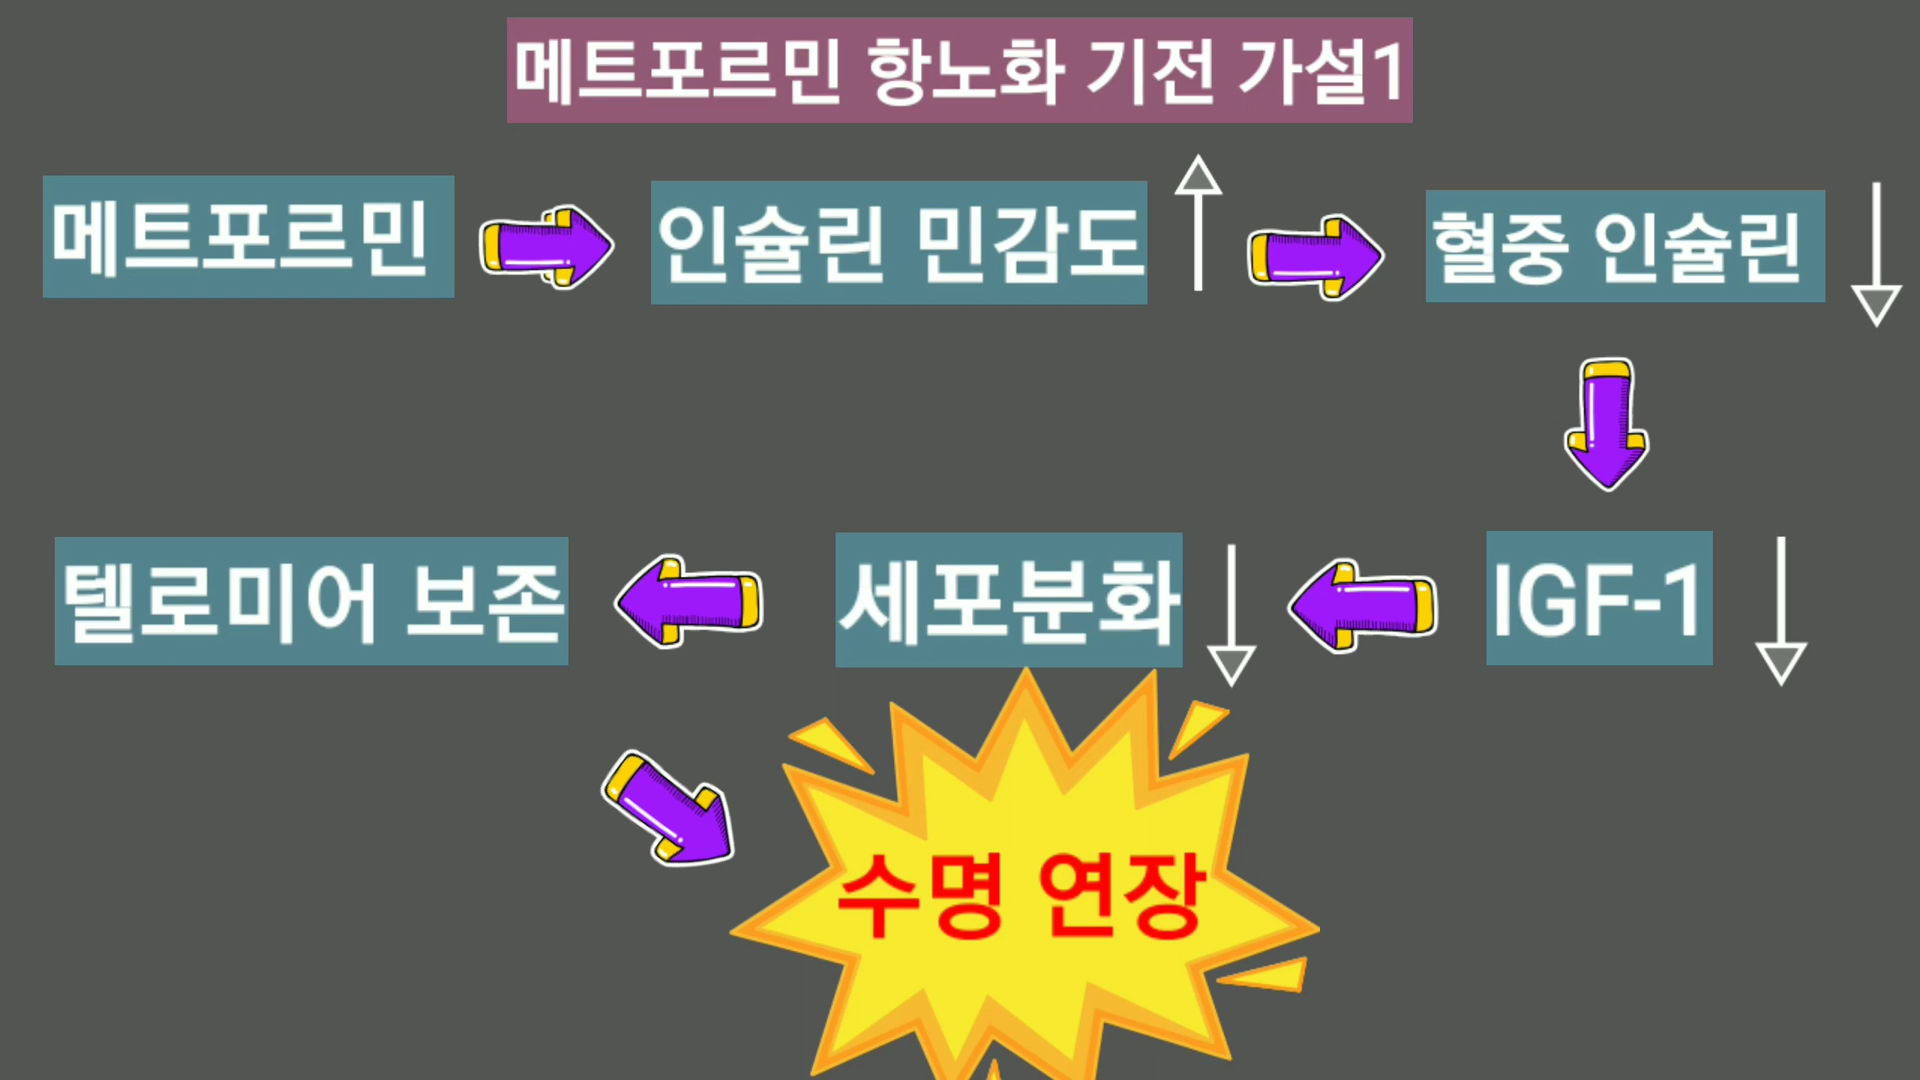 메트포르민 항노화 기전 가설1
메트포르민
인슐린 민감도
혈중 인슐린
IGF-1
세포분화
텔로미어 보존
수명 연장